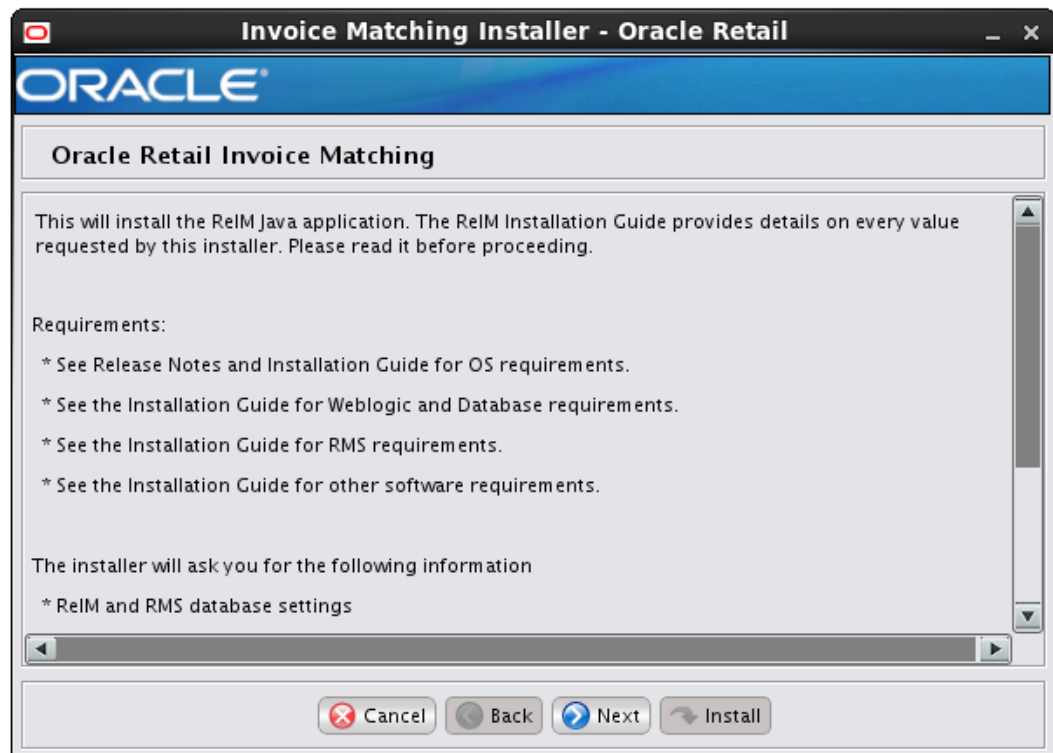 Invoice Matching Installer - Oracle Retail
ORACLE®
Oracle Retail Invoice Matching
This will install the ReIM Java application. The ReIM Installation Guide provides details on every value
requested by this installer. Please read it before proceeding.
Requirements:
* See Release Notes and Installation Guide for OS requirements.
* See the Installation Guide for Weblogic and Database requirements.
* See the Installation Guide for RMS requirements.
* See the Installation Guide for other software requirements.
The installer will ask you for the following information
* ReIM and RMS database settings
Cancel Back Next Install